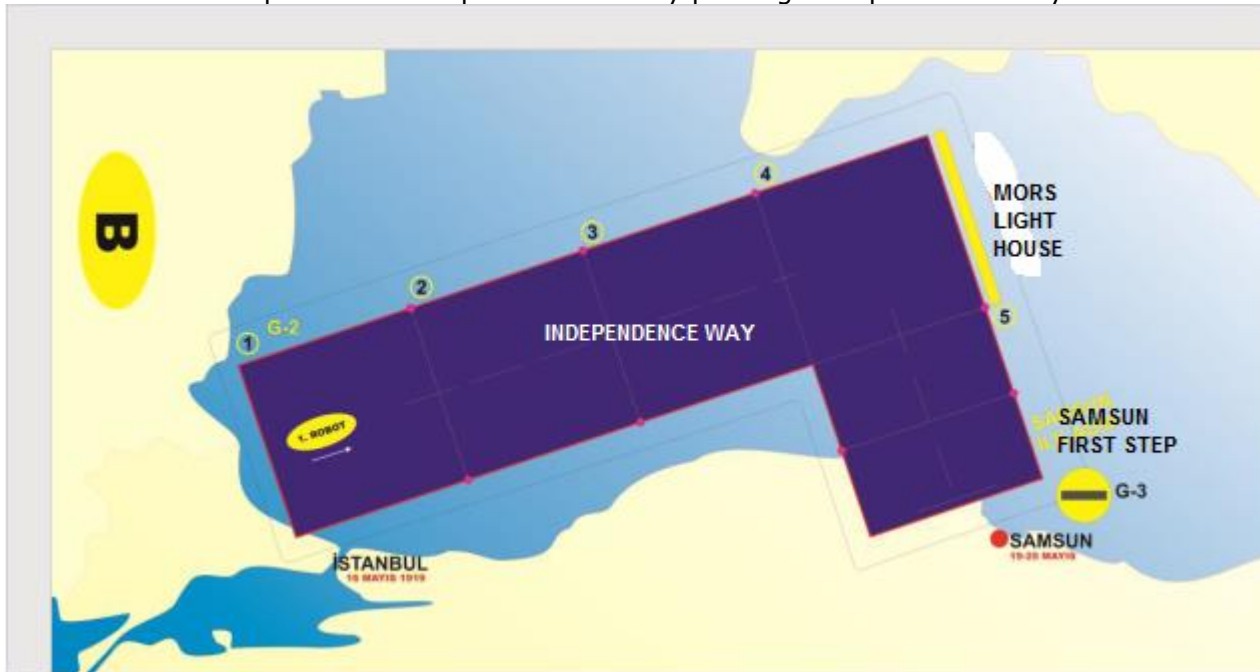 B
1
G-2
2
3
4
MORS
LIGHT
HOUSE
5
INDEPENDENCE WAY
1. ROBOT
SAMSUN
FIRST STEP
G-3
İSTANBUL
16 MAYIS 1919
SAMSUN
19-20 MAYIS